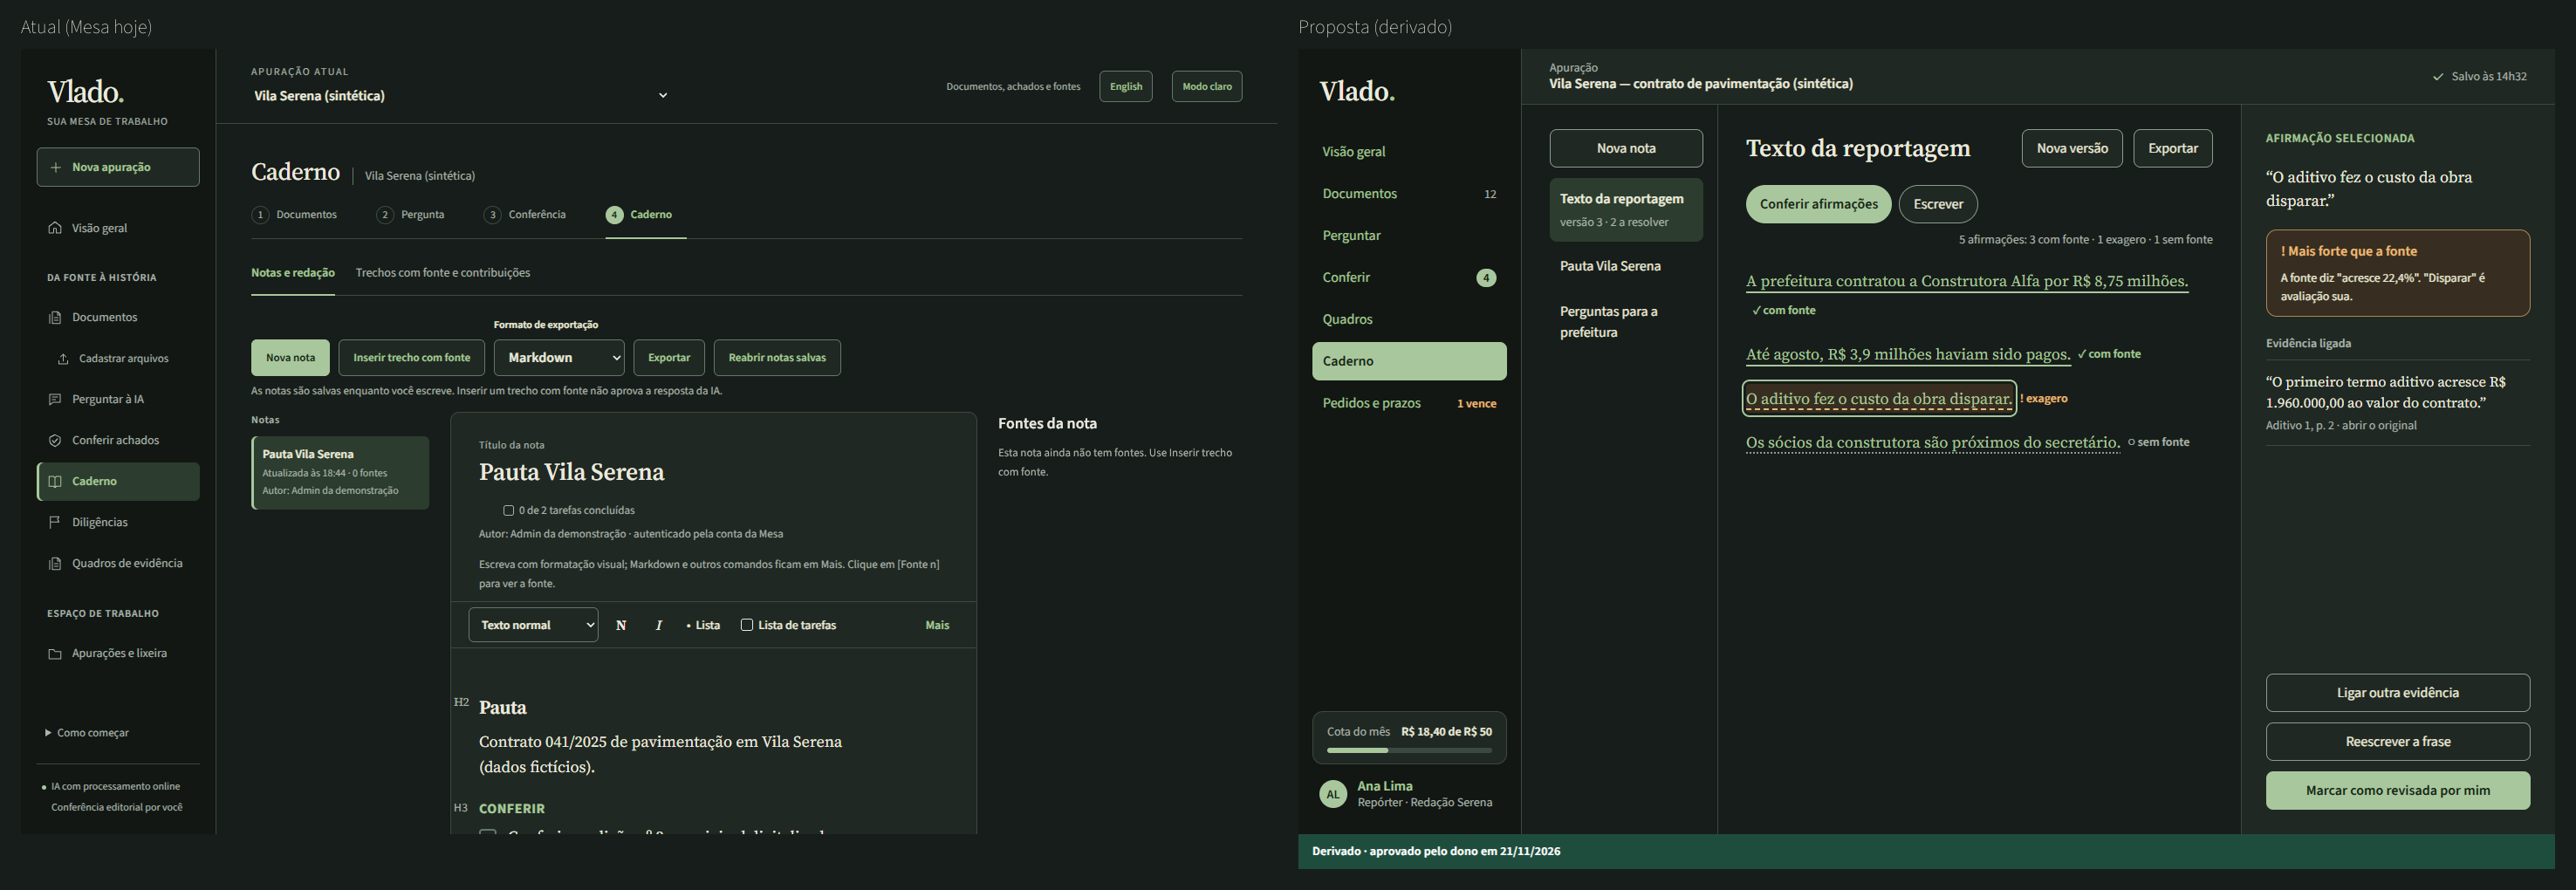 Atual (Mesa hoje)
Vlado.
SUA MESA DE TRABALHO
Nova apuração
Visão geral
DA FONTE À HISTÓRIA
Documentos
Cadastrar arquivos
Perguntar à IA
Conferir achados
Caderno
Diligências
Quadros de evidência
ESPAÇO DE TRABALHO
Apurações e lixeira
Como começar
IA com processamento online
Conferência editorial por você
APURAÇÃO ATUAL
Vila Serena (sintética)
Documentos, achados e fontes
English
Modo claro
Caderno
Vila Serena (sintética)
1 Documentos
2 Pergunta
3 Conferência
4 Caderno
Notas e redação
Trechos com fonte e contribuições
Formato de exportação
Nova nota
Inserir trecho com fonte
Markdown
Exportar
Reabrir notas salvas
As notas são salvas enquanto você escreve. Inserir um trecho com fonte não aprova a resposta da IA.
Notas
Pauta Vila Serena
Atualizada às 18:44 · 0 fontes
Autor: Admin da demonstração
Título da nota
Pauta Vila Serena
0 de 2 tarefas concluídas
Autor: Admin da demonstração · autenticado pela conta da Mesa
Escreva com formatação visual; Markdown e outros comandos ficam em Mais. Clique em [Fonte n]
para ver a fonte.
Texto normal
N
I
• Lista
Lista de tarefas
Mais
H2
Pauta
Contrato 041/2025 de pavimentação em Vila Serena
(dados fictícios).
H3
CONFERIR
Fontes da nota
Esta nota ainda não tem fontes. Use Inserir trecho
com fonte.
Proposta (derivado)
Vlado.
Visão geral
Documentos 12
Perguntar
Conferir 4
Quadros
Caderno
Pedidos e prazos 1 vence
Cota do mês R$ 18,40 de R$ 50
AL
Ana Lima
Repórter · Redação Serena
Apuração
Vila Serena — contrato de pavimentação (sintética)
✓ Salvo às 14h32
Nova nota
Texto da reportagem
versão 3 · 2 a resolver
Pauta Vila Serena
Perguntas para a
prefeitura
Texto da reportagem
Nova versão
Exportar
Conferir afirmações
Escrever
5 afirmações: 3 com fonte · 1 exagero · 1 sem fonte
A prefeitura contratou a Construtora Alfa por R$ 8,75 milhões.
✓ com fonte
Até agosto, R$ 3,9 milhões haviam sido pagos. ✓ com fonte
O aditivo fez o custo da obra disparar. ! exagero
Os sócios da construtora são próximos do secretário. ○ sem fonte
AFIRMAÇÃO SELECIONADA
“O aditivo fez o custo da obra
disparar.”
! Mais forte que a fonte
A fonte diz "acresce 22,4%". "Disparar" é
avaliação sua.
Evidência ligada
“O primeiro termo aditivo acresce R$
1.960.000,00 ao valor do contrato.”
Aditivo 1, p. 2 · abrir o original
Ligar outra evidência
Reescrever a frase
Marcar como revisada por mim
Derivado · aprovado pelo dono em 21/11/2026